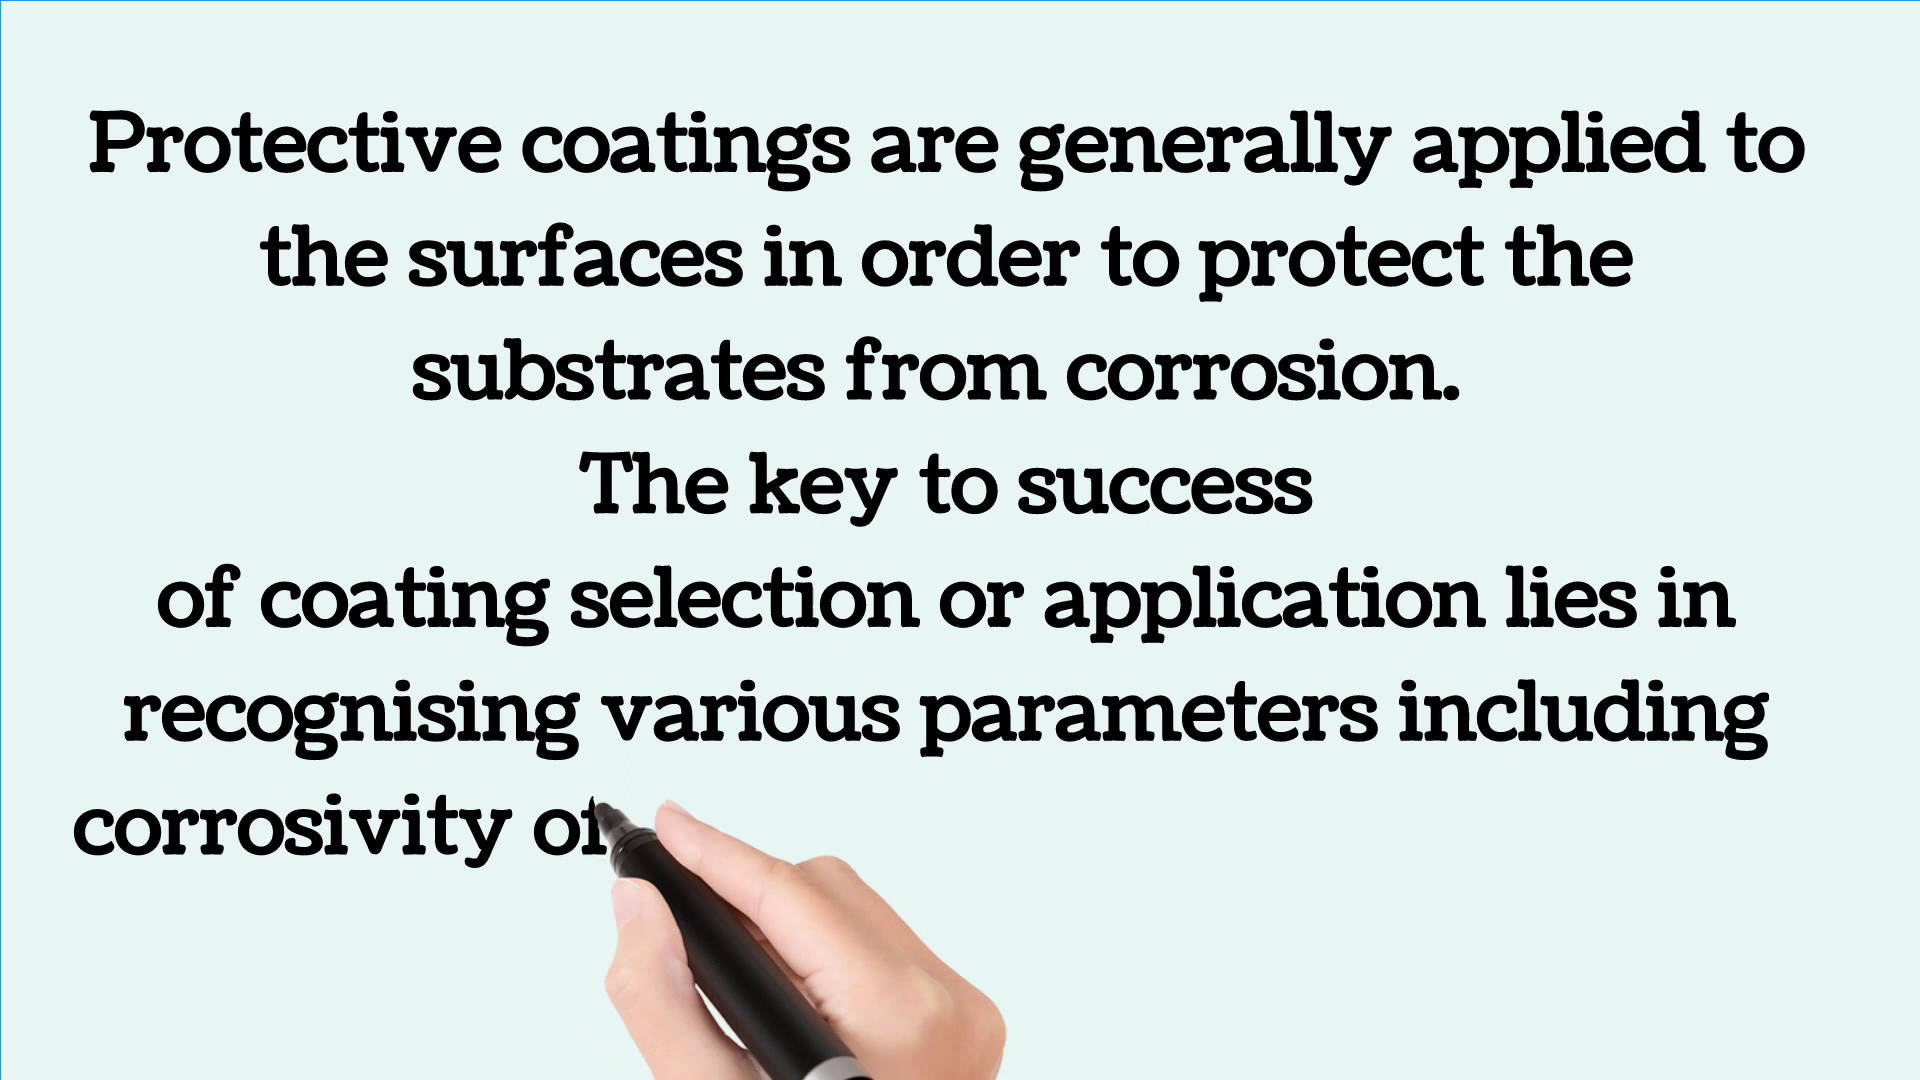 Protective coatings are generally applied to
the surfaces in order to protect the
substrates from corrosion.
The key to success
of coating selection or application lies in
recognising various parameters including
corrosivity of